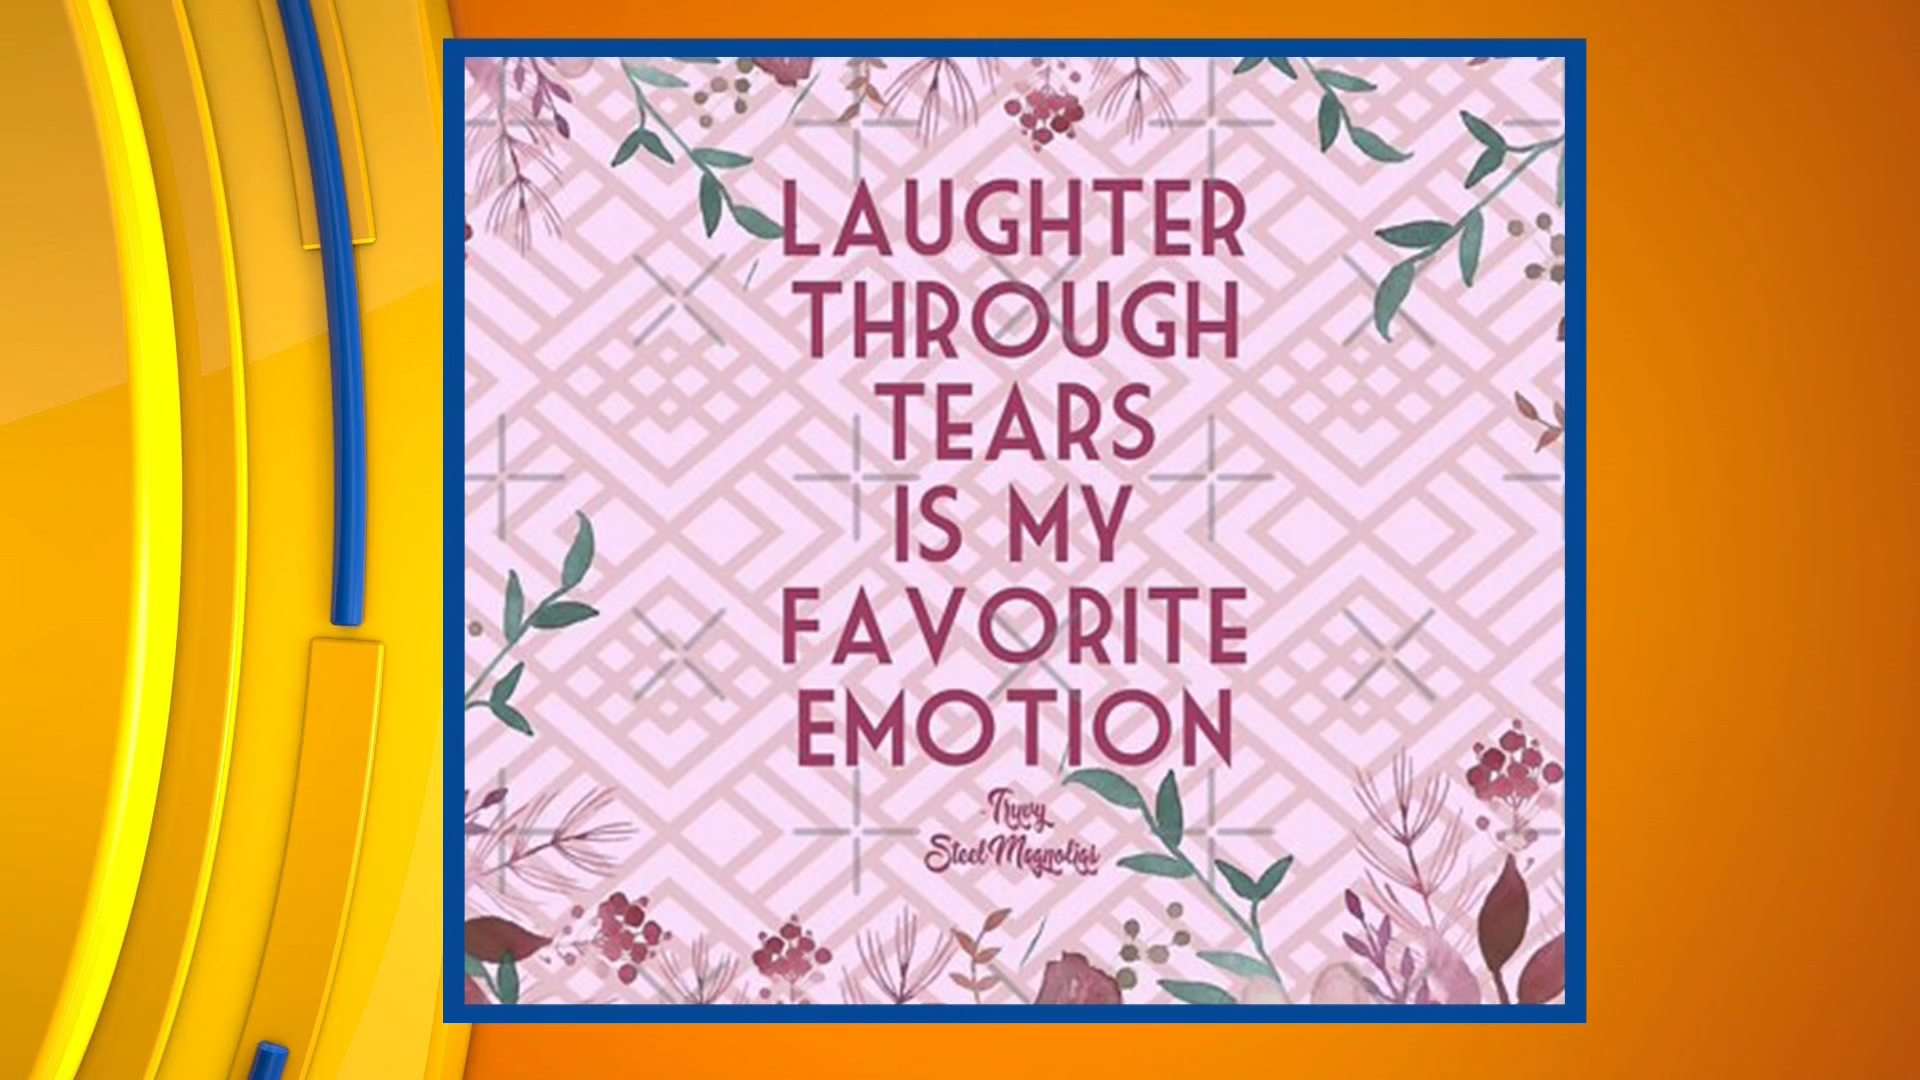 LAUGHTER
THROUGH
TEARS
IS MY
FAVORITE
EMOTION
-Truvy
Steel Magnolias